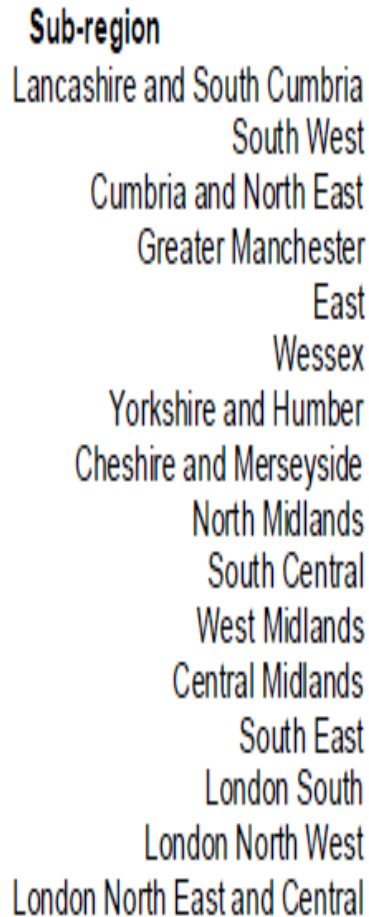 Sub-region
Lancashire and South Cumbria
South West
Cumbria and North East
Greater Manchester
East
Wessex
Yorkshire and Humber
Cheshire and Merseyside
North Midlands
South Central
West Midlands
Central Midlands
South East
London South
London North West
London North East and Central